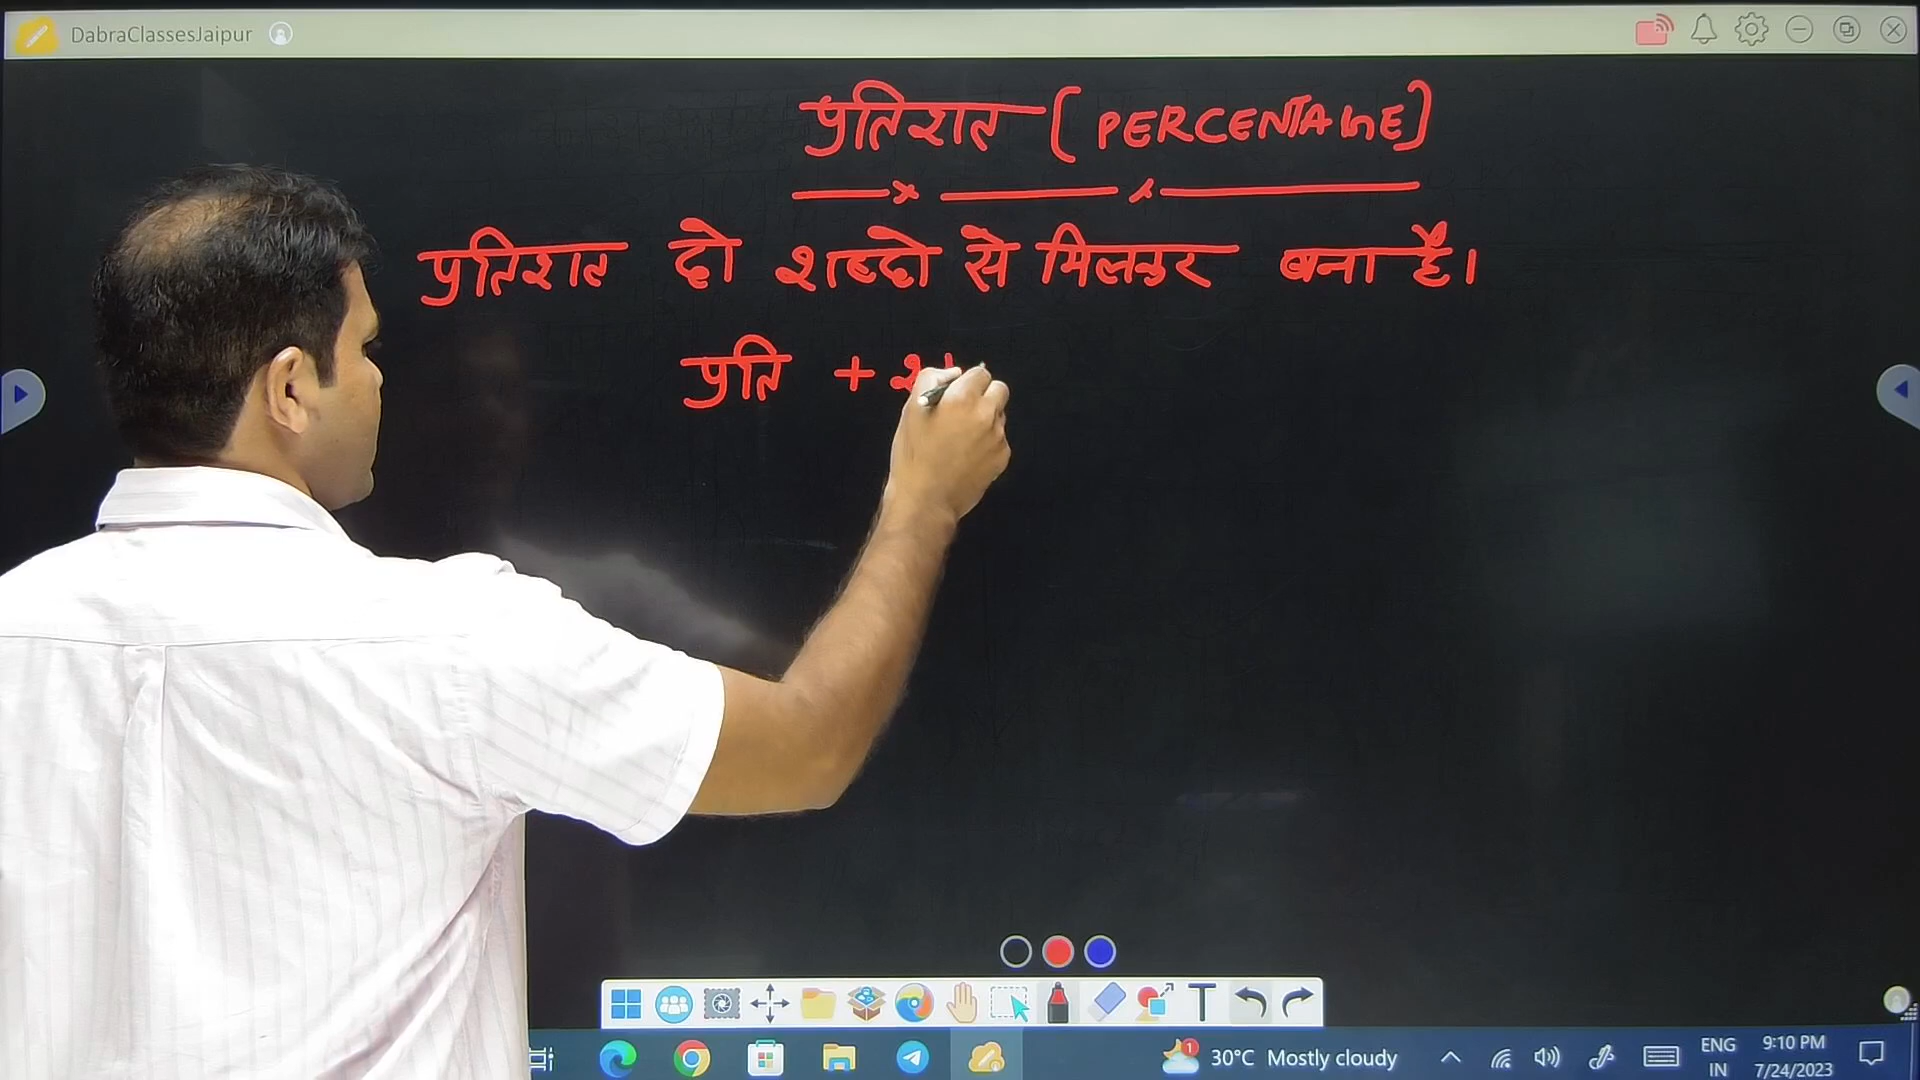 DabraClassesJaipur
प्रतिशत (PERCENTAGE)
प्रतिशत दो शब्दो से मिलकर बना है।
प्रति + श
T
1
30°C Mostly cloudy
ENG
IN
9:10 PM
7/24/2023